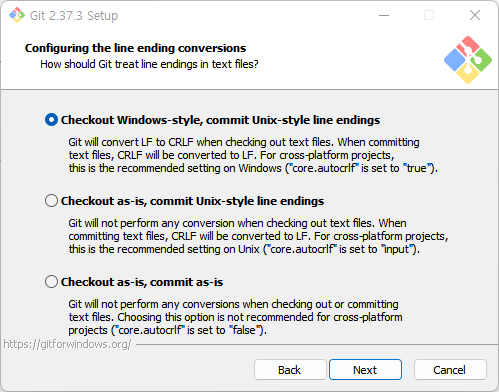 Git 2.37.3 Setup
Configuring the line ending conversions
How should Git treat line endings in text files?
Checkout Windows-style, commit Unix-style line endings
Git will convert LF to CRLF when checking out text files. When committing
text files, CRLF will be converted to LF. For cross-platform projects,
this is the recommended setting on Windows ("core.autocrlf" is set to "true").
Checkout as-is, commit Unix-style line endings
Git will not perform any conversion when checking out text files. When
committing text files, CRLF will be converted to LF. For cross-platform projects,
this is the recommended setting on Unix ("core.autocrlf" is set to "input").
Checkout as-is, commit as-is
Git will not perform any conversions when checking out or committing
text files. Choosing this option is not recommended for cross-platform
projects ("core.autocrlf" is set to "false").
https://gitforwindows.org/
Back
Next
Cancel